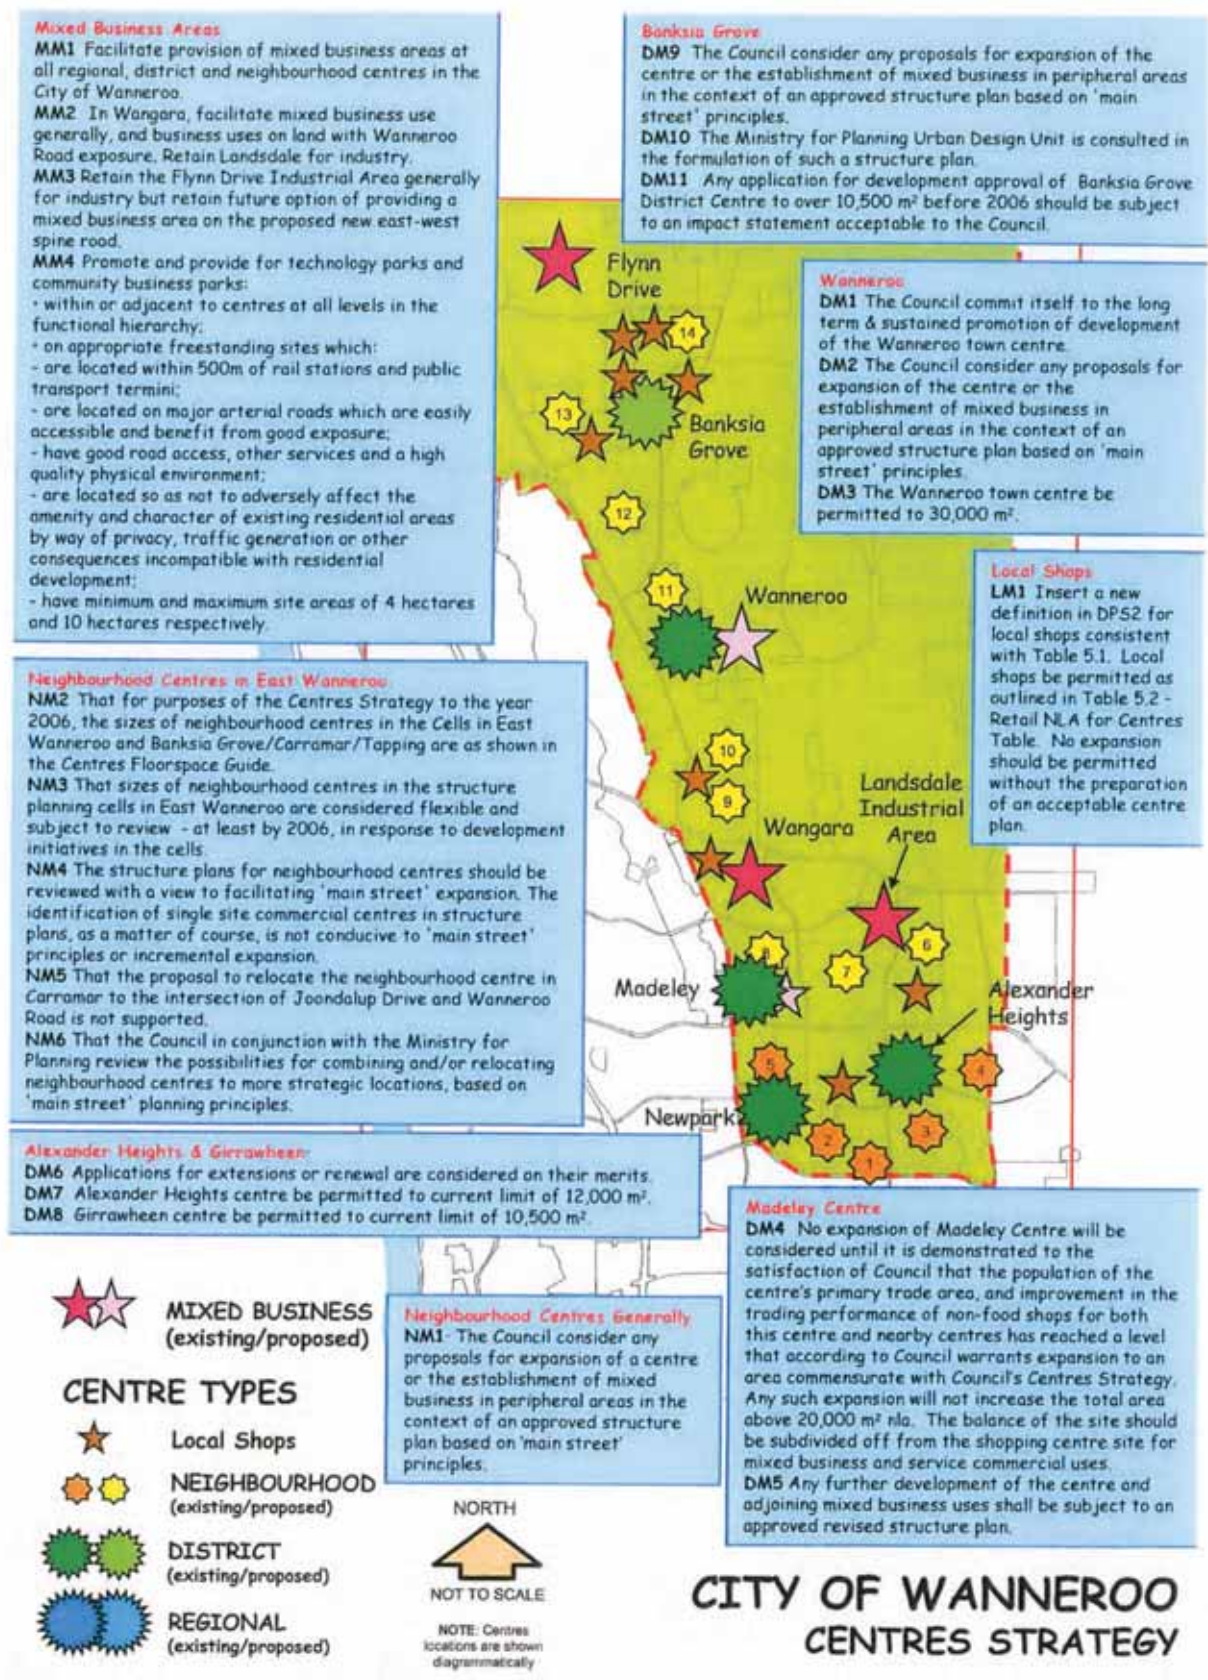 Mixed Business Areas
MM1 Facilitate provision of mixed business areas at
all regional, district and neighbourhood centres in the
City of Wanneroo.
MM2 In Wangara, facilitate mixed business use
generally, and business uses on land with Wanneroo
Road exposure. Retain Landsdale for industry.
MM3 Retain the Flynn Drive Industrial Area generally
for industry but retain future option of providing a
mixed business area on the proposed new east-west
spine road.
MM4 Promote and provide for technology parks and
community business parks:
• within or adjacent to centres at all levels in the
functional hierarchy;
• on appropriate freestanding sites which:
- are located within 500m of rail stations and public
transport termini;
- are located on major arterial roads which are easily
accessible and benefit from good exposure;
- have good road access, other services and a high
quality physical environment;
- are located so as not to adversely affect the
amenity and character of existing residential areas
by way of privacy, traffic generation or other
consequences incompatible with residential
development;
- have minimum and maximum site areas of 4 hectares
and 10 hectares respectively.
Banksia Grove
DM9 The Council consider any proposals for expansion of the
centre or the establishment of mixed business in peripheral areas
in the context of an approved structure plan based on 'main
street' principles.
DM10 The Ministry for Planning Urban Design Unit is consulted in
the formulation of such a structure plan.
DM11 Any application for development approval of Banksia Grove
District Centre to over 10,500 m² before 2006 should be subject
to an impact statement acceptable to the Council.
Wanneroo
DM1 The Council commit itself to the long
term & sustained promotion of development
of the Wanneroo town centre.
DM2 The Council consider any proposals for
expansion of the centre or the
establishment of mixed business in
peripheral areas in the context of an
approved structure plan based on 'main
street' principles.
DM3 The Wanneroo town centre be
permitted to 30,000 m².
Local Shops
LM1 Insert a new
definition in DPS2 for
local shops consistent
with Table 5.1. Local
shops be permitted as
outlined in Table 5.2 -
Retail NLA for Centres
Table. No expansion
should be permitted
without the preparation
of an acceptable centre
plan.
Neighbourhood Centres in East Wanneroo
NM2 That for purposes of the Centres Strategy to the year
2006, the sizes of neighbourhood centres in the Cells in East
Wanneroo and Banksia Grove/Carramar/Tapping are as shown in
the Centres Floorspace Guide.
NM3 That sizes of neighbourhood centres in the structure
planning cells in East Wanneroo are considered flexible and
subject to review - at least by 2006, in response to development
initiatives in the cells.
NM4 The structure plans for neighbourhood centres should be
reviewed with a view to facilitating 'main street' expansion. The
identification of single site commercial centres in structure
plans, as a matter of course, is not conducive to 'main street'
principles or incremental expansion.
NM5 That the proposal to relocate the neighbourhood centre in
Carramar to the intersection of Joondalup Drive and Wanneroo
Road is not supported.
NM6 That the Council in conjunction with the Ministry for
Planning review the possibilities for combining and/or relocating
neighbourhood centres to more strategic locations, based on
'main street' planning principles.
Alexander Heights & Girrawheen:
DM6 Applications for extensions or renewal are considered on their merits.
DM7 Alexander Heights centre be permitted to current limit of 12,000 m².
DM8 Girrawheen centre be permitted to current limit of 10,500 m².
Flynn
Drive
14
13
Banksia
Grove
12
11
Wanneroo
10
9
Landsdale
Industrial
Area
Wangara
8
6
7
Madeley
Alexander
Heights
5
4
Newpark
3
2
1
Madeley Centre
DM4 No expansion of Madeley Centre will be
considered until it is demonstrated to the
satisfaction of Council that the population of the
centre's primary trade area, and improvement in the
trading performance of non-food shops for both
this centre and nearby centres has reached a level
that according to Council warrants expansion to an
area commensurate with Council's Centres Strategy.
Any such expansion will not increase the total area
above 20,000 m² nla. The balance of the site should
be subdivided off from the shopping centre site for
mixed business and service commercial uses.
DM5 Any further development of the centre and
adjoining mixed business uses shall be subject to an
approved revised structure plan.
Neighbourhood Centres Generally
NM1- The Council consider any
proposals for expansion of a centre
or the establishment of mixed
business in peripheral areas in the
context of an approved structure
plan based on 'main street'
principles.
MIXED BUSINESS
(existing/proposed)
CENTRE TYPES
Local Shops
NEIGHBOURHOOD
(existing/proposed)
DISTRICT
(existing/proposed)
REGIONAL
(existing/proposed)
NORTH
NOT TO SCALE
NOTE: Centres
locations are shown
diagrammatically
CITY OF WANNEROO
CENTRES STRATEGY